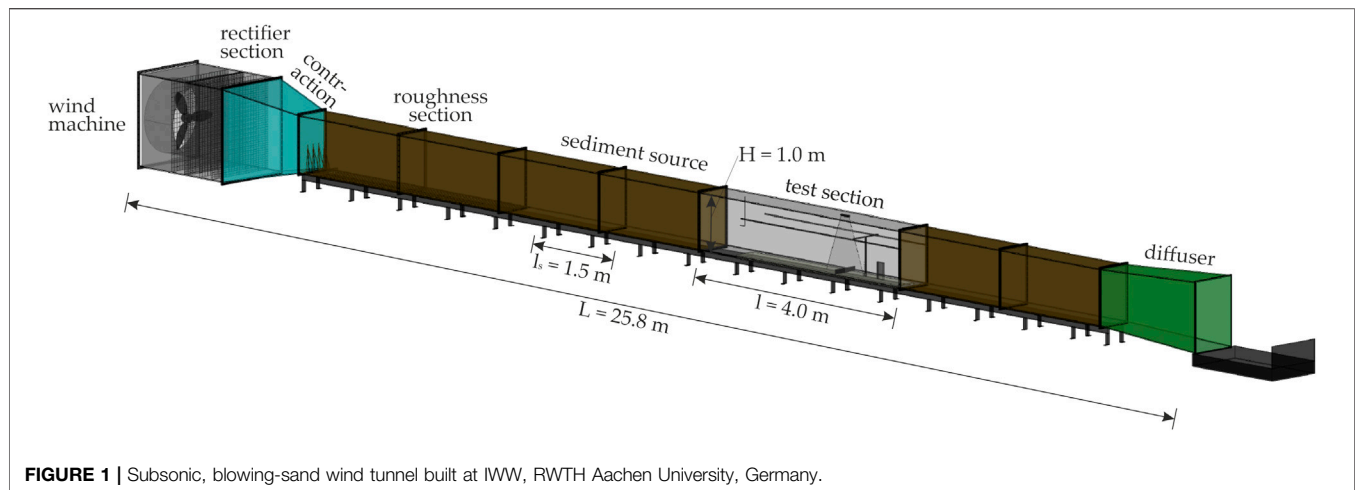 rectifier
section
contr-
action
wind
machine
roughness
section
sediment source
H = 1.0 m
test section
diffuser
lₛ = 1.5 m
l = 4.0 m
L = 25.8 m
FIGURE 1 | Subsonic, blowing-sand wind tunnel built at IWW, RWTH Aachen University, Germany.